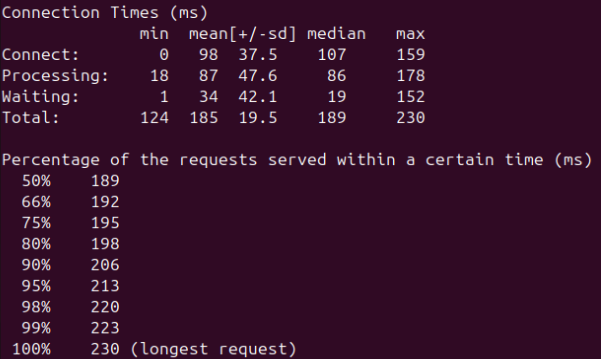 Connection Times (ms)
              min  mean[+/-sd] median   max
Connect:        0   98  37.5    107     159
Processing:    18   87  47.6     86     178
Waiting:        1   34  42.1     19     152
Total:        124  185  19.5    189     230

Percentage of the requests served within a certain time (ms)
  50%    189
  66%    192
  75%    195
  80%    198
  90%    206
  95%    213
  98%    220
  99%    223
 100%    230 (longest request)